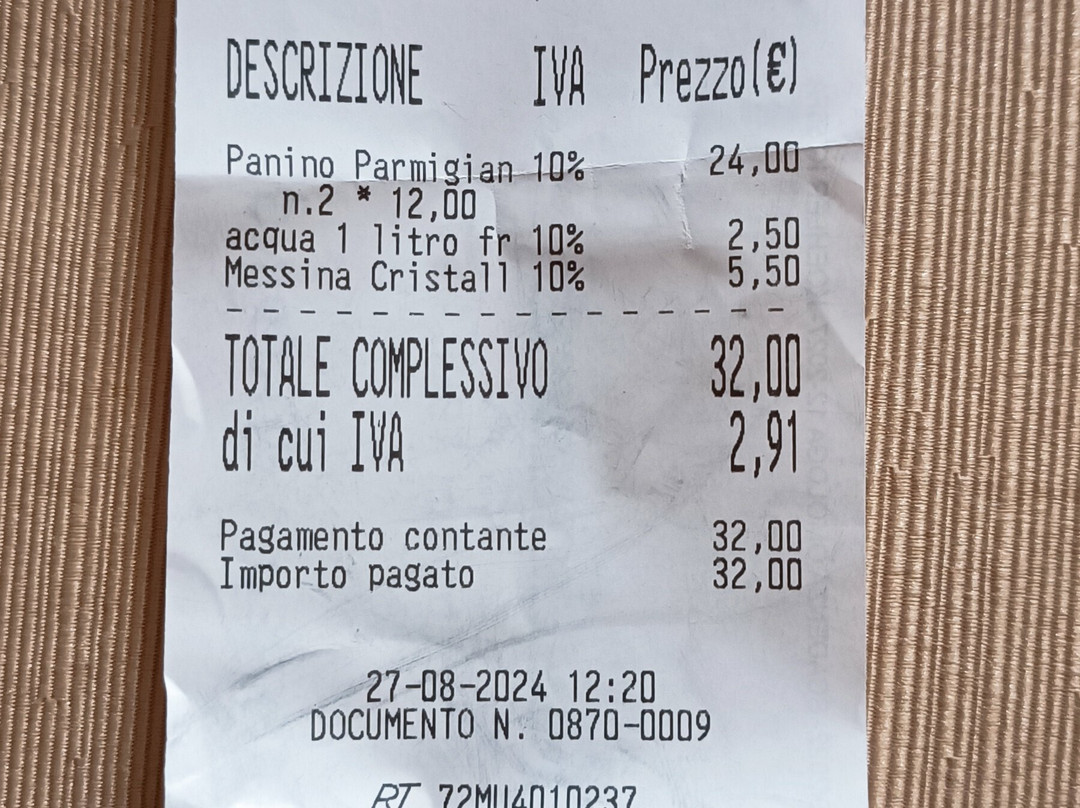 DESCRIZIONE IVA Prezzo(€)
Panino Parmigian 10% 24,00
n.2 * 12,00
acqua 1 litro fr 10% 2,50
Messina Cristall 10% 5,50
TOTALE COMPLESSIVO 32,00
di cui IVA 2,91
Pagamento contante 32,00
Importo pagato 32,00
27-08-2024 12:20
DOCUMENTO N. 0870-0009
RT 72MU4010237